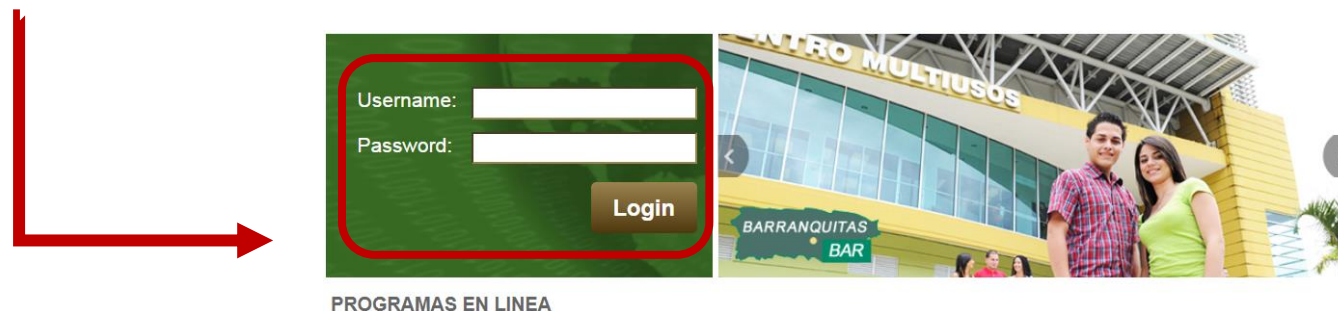 Username:
Password:
Login
CENTRO MULTIUSOS
BARRANQUITAS
BAR
PROGRAMAS EN LINEA